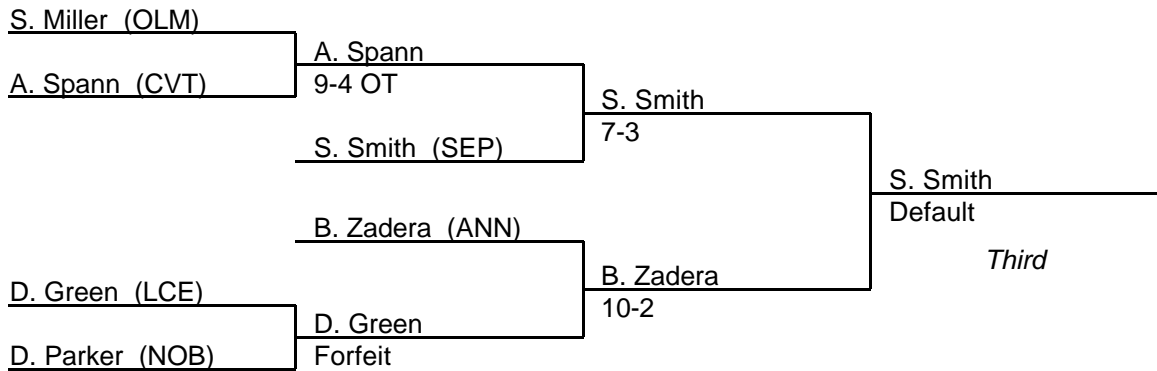 S. Miller (OLM)
A. Spann (CVT)
A. Spann
9-4 OT
S. Smith (SEP)
S. Smith
7-3
B. Zadera (ANN)
D. Green (LCE)
D. Parker (NOB)
D. Green
Forfeit
B. Zadera
10-2
S. Smith
Default
Third